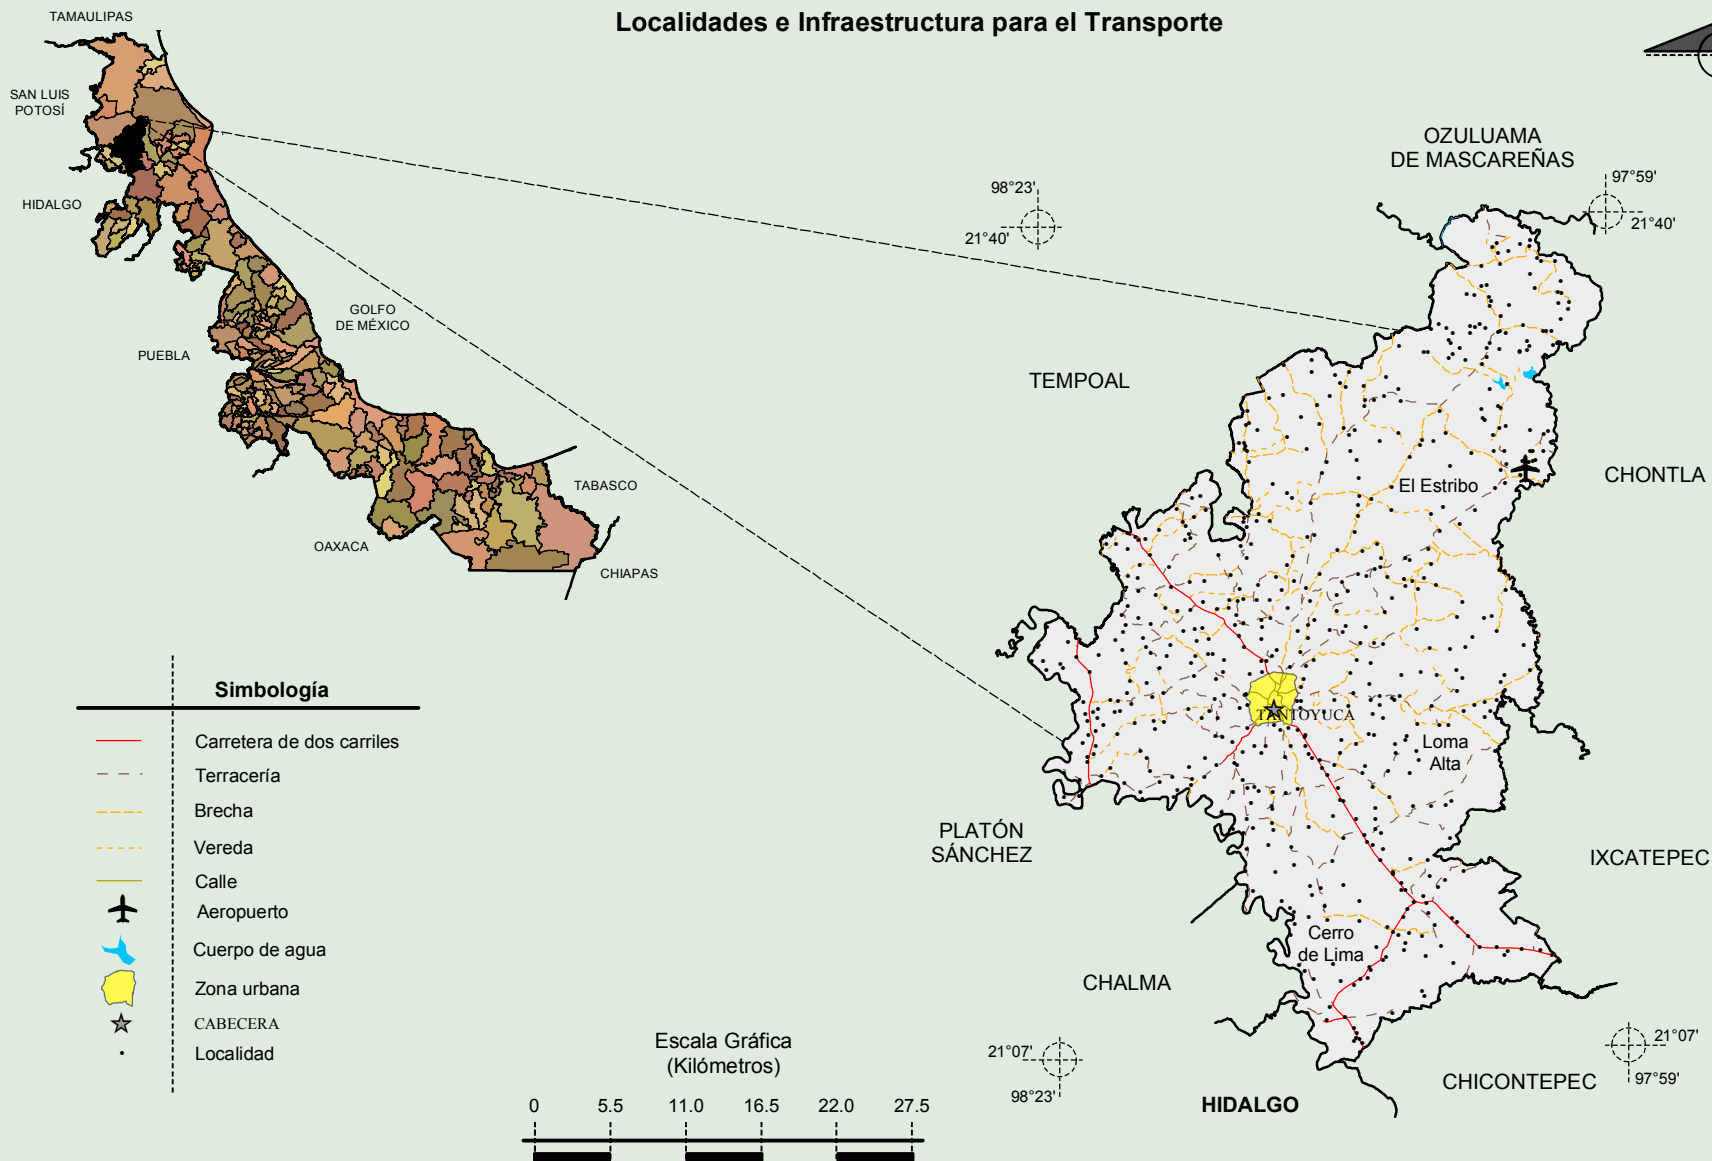 Localidades e Infraestructura para el Transporte
TAMAULIPAS
SAN LUIS
POTOSÍ
HIDALGO
GOLFO
DE MÉXICO
PUEBLA
TABASCO
OAXACA
CHIAPAS
OZULUAMA
DE MASCAREÑAS
98°23'
21°40'
97°59'
21°40'
TEMPOAL
CHONTLA
El Estribo
TANTOYUCA
Loma
Alta
PLATÓN
SÁNCHEZ
IXCATEPEC
Cerro
de Lima
CHALMA
21°07'
98°23'
21°07'
97°59'
CHICONTEPEC
HIDALGO
Simbología
Carretera de dos carriles
Terracería
Brecha
Vereda
Calle
Aeropuerto
Cuerpo de agua
Zona urbana
CABECERA
Localidad
Escala Gráfica
(Kilómetros)
0 5.5 11.0 16.5 22.0 27.5